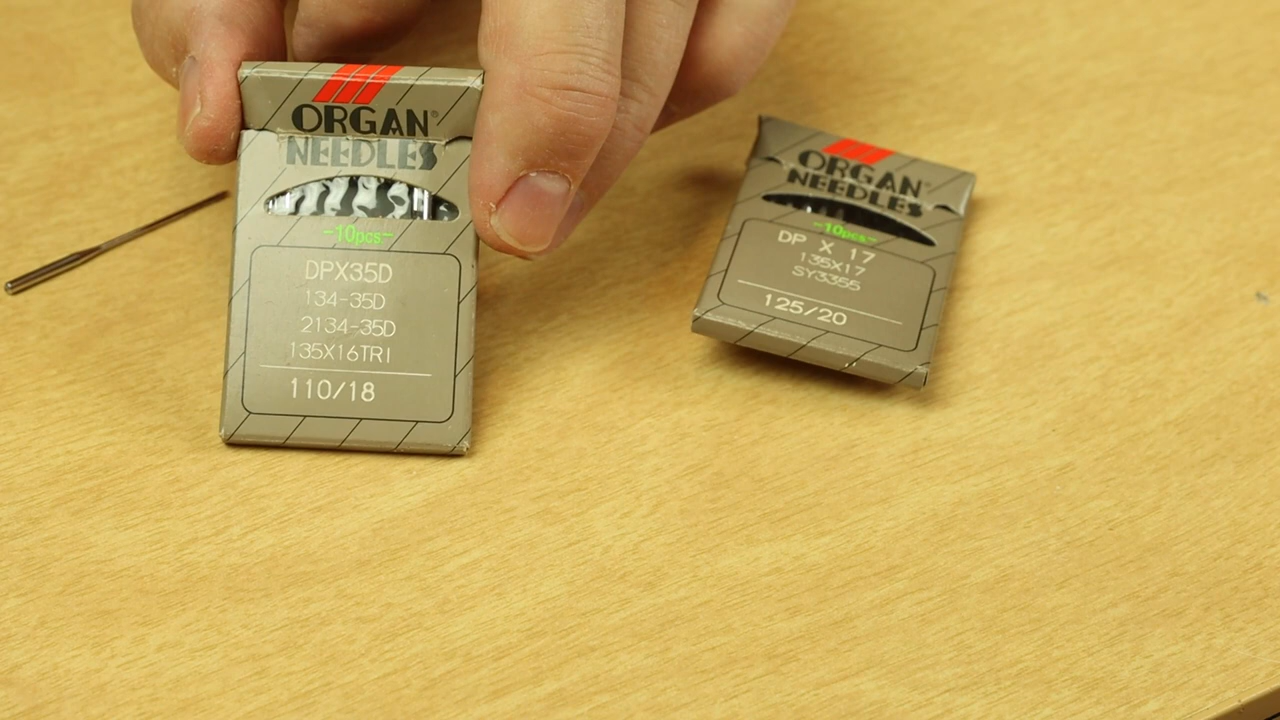 ORGAN®
NEEDLES
-10pcs-
DPX35D
134-35D
2134-35D
135X16TRI
110/18
ORGAN®
NEEDLES
-10pcs-
DP X 17
135X17
SY3355
125/20